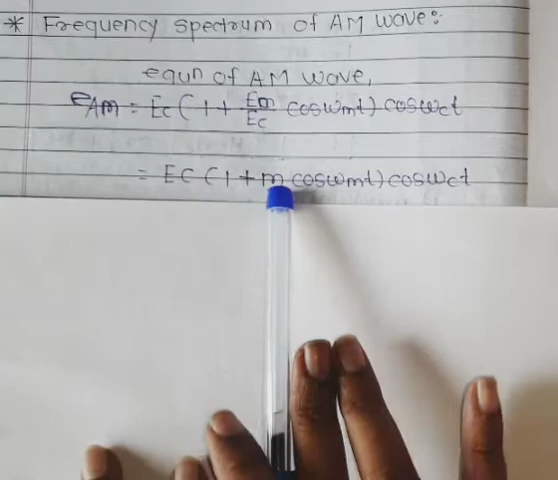 * Frequency spectrum of AM wave:
equn of AM wave,
eAm = Ec (1 + Em/Ec coswmt) coswct
= Ec (1 + m coswmt) coswct